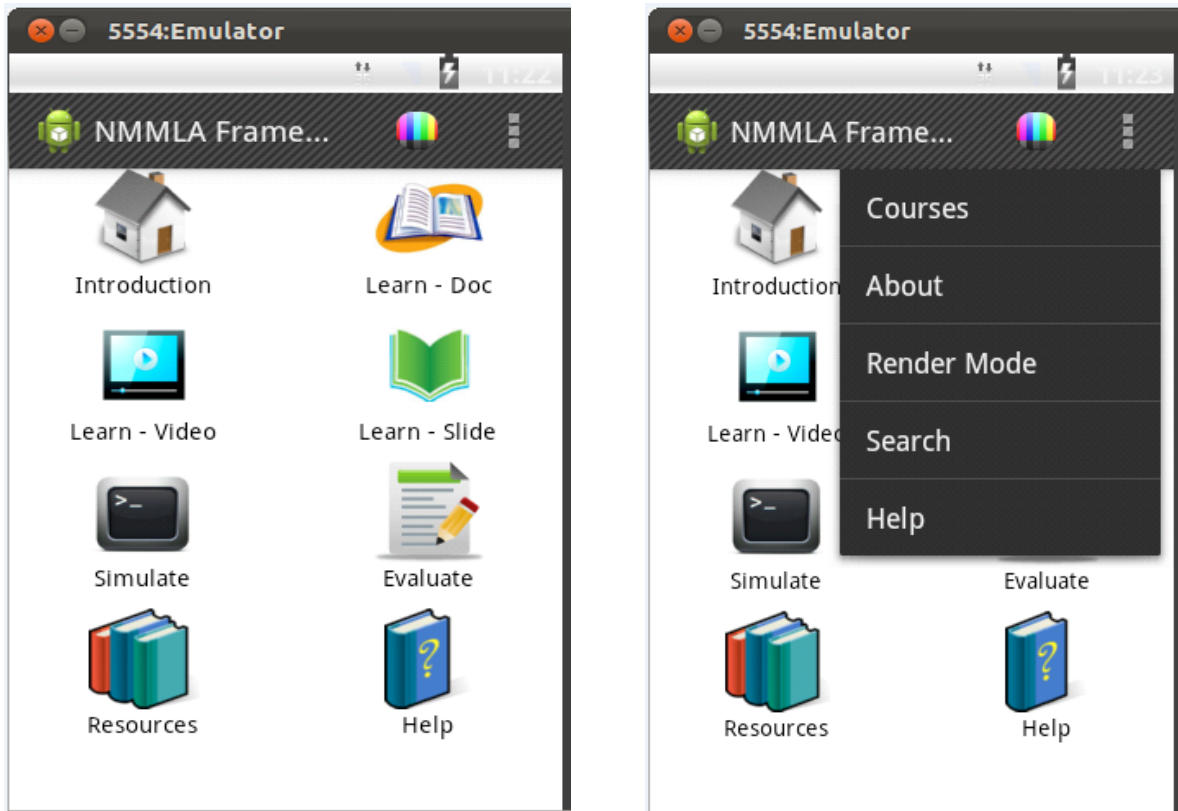 5554:Emulator
11:22
NMMLA Frame...
Introduction
Learn - Doc
Learn - Video
>_
Learn - Slide
Simulate
Evaluate
?
Resources
Help
5554:Emulator
11:23
NMMLA Frame...
Courses
About
Render Mode
Search
Help
Introduction
Learn - Video
>_
Simulate
Evaluate
?
Resources
Help